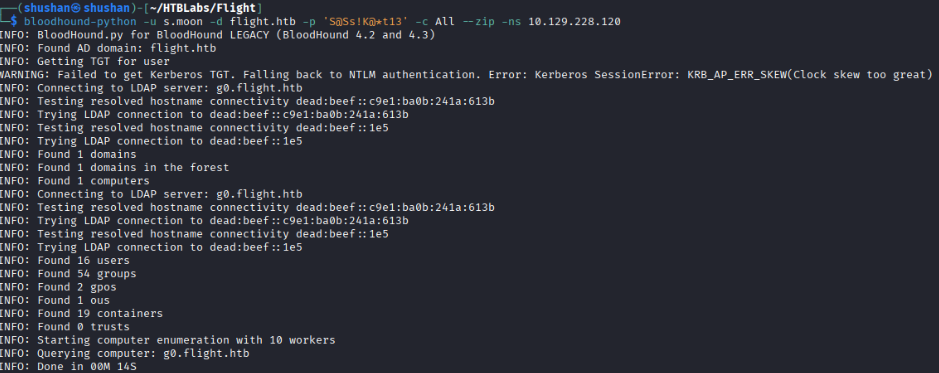 (shushan㉿shushan)-[~/HTBLabs/Flight]
$ bloodhound-python -u s.moon -d flight.htb -p 'S@Ss!K@*t13' -c All --zip -ns 10.129.228.120
INFO: BloodHound.py for BloodHound LEGACY (BloodHound 4.2 and 4.3)
INFO: Found AD domain: flight.htb
INFO: Getting TGT for user
WARNING: Failed to get Kerberos TGT. Falling back to NTLM authentication. Error: Kerberos SessionError: KRB_AP_ERR_SKEW(Clock skew too great)
INFO: Connecting to LDAP server: g0.flight.htb
INFO: Testing resolved hostname connectivity dead:beef::c9e1:ba0b:241a:613b
INFO: Trying LDAP connection to dead:beef::c9e1:ba0b:241a:613b
INFO: Testing resolved hostname connectivity dead:beef::1e5
INFO: Trying LDAP connection to dead:beef::1e5
INFO: Found 1 domains
INFO: Found 1 domains in the forest
INFO: Found 1 computers
INFO: Connecting to LDAP server: g0.flight.htb
INFO: Testing resolved hostname connectivity dead:beef::c9e1:ba0b:241a:613b
INFO: Trying LDAP connection to dead:beef::c9e1:ba0b:241a:613b
INFO: Testing resolved hostname connectivity dead:beef::1e5
INFO: Trying LDAP connection to dead:beef::1e5
INFO: Found 16 users
INFO: Found 54 groups
INFO: Found 2 gpos
INFO: Found 1 ous
INFO: Found 19 containers
INFO: Found 0 trusts
INFO: Starting computer enumeration with 10 workers
INFO: Querying computer: g0.flight.htb
INFO: Done in 00M 14S